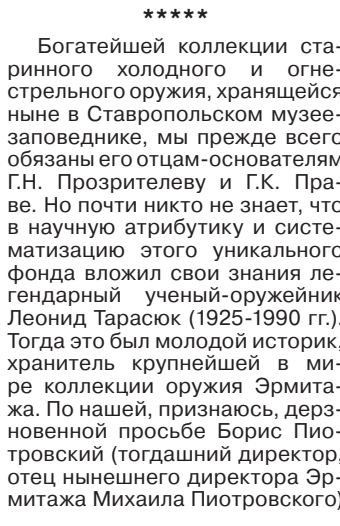 *****
Богатейшей коллекции ста-
ринного холодного и огне-
стрельного оружия, хранящейся
ныне в Ставропольском музее-
заповеднике, мы прежде всего
обязаны его отцам-основателям
Г.Н. Прозрителеву и Г.К. Пра-
ве. Но почти никто не знает, что
в научную атрибутику и систе-
матизацию этого уникального
фонда вложил свои знания ле-
гендарный ученый-оружейник
Леонид Тарасюк (1925-1990 гг.).
Тогда это был молодой историк,
хранитель крупнейшей в ми-
ре коллекции оружия Эрмита-
жа. По нашей, признаюсь, дерз-
новенной просьбе Борис Пио-
тровский (тогдашний директор,
отец нынешнего директора Эр-
митажа Михаила Пиотровского)